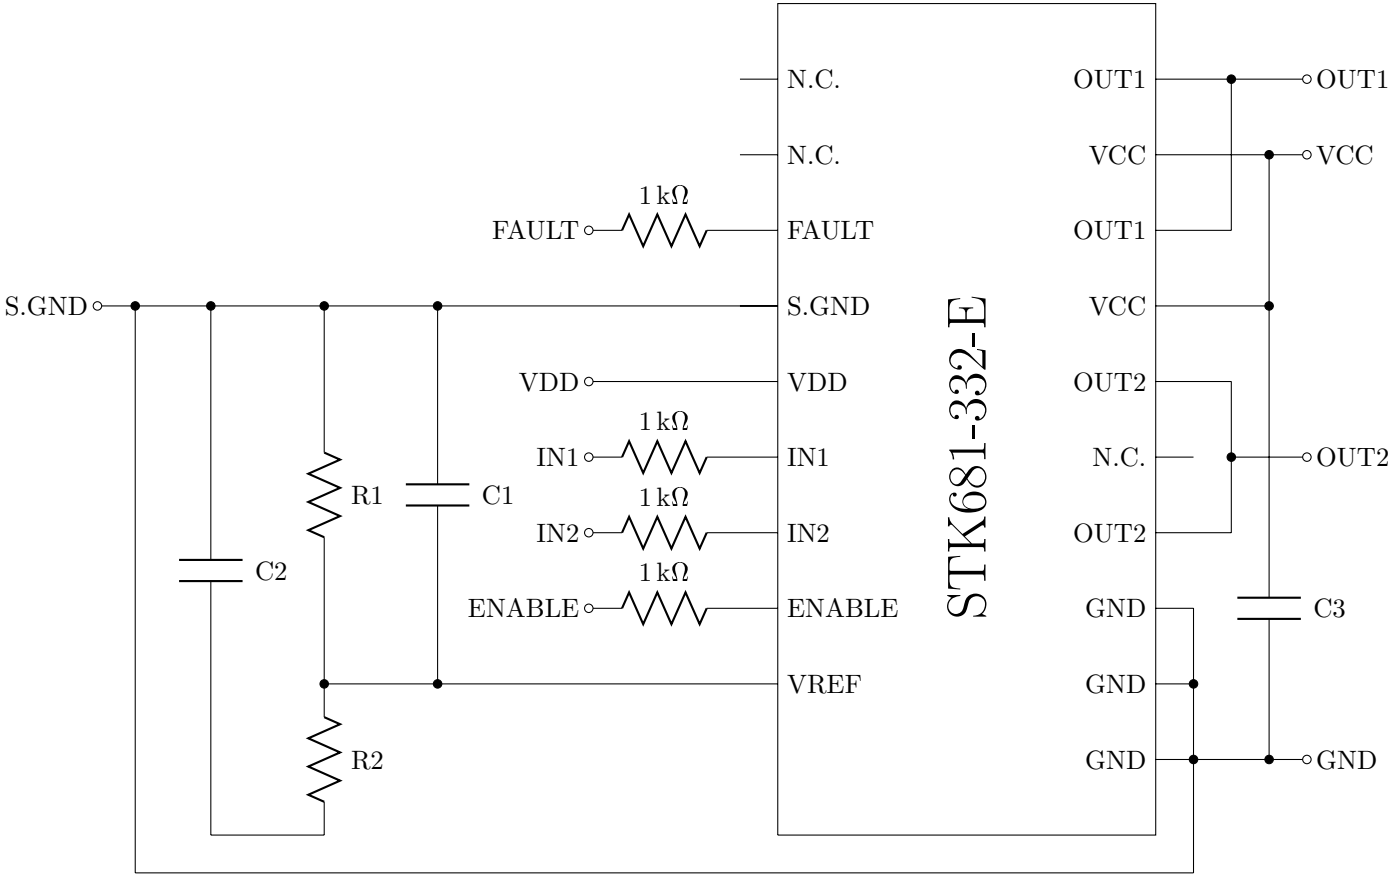 N.C.
OUT1
OUT1
N.C.
VCC
VCC
1 kΩ
FAULT
FAULT
OUT1
S.GND
S.GND
VCC
VDD
VDD
OUT2
1 kΩ
IN1
IN1
N.C.
OUT2
R1
C1
1 kΩ
IN2
IN2
OUT2
STK681-332-E
C2
1 kΩ
ENABLE
ENABLE
GND
C3
VREF
GND
R2
GND
GND